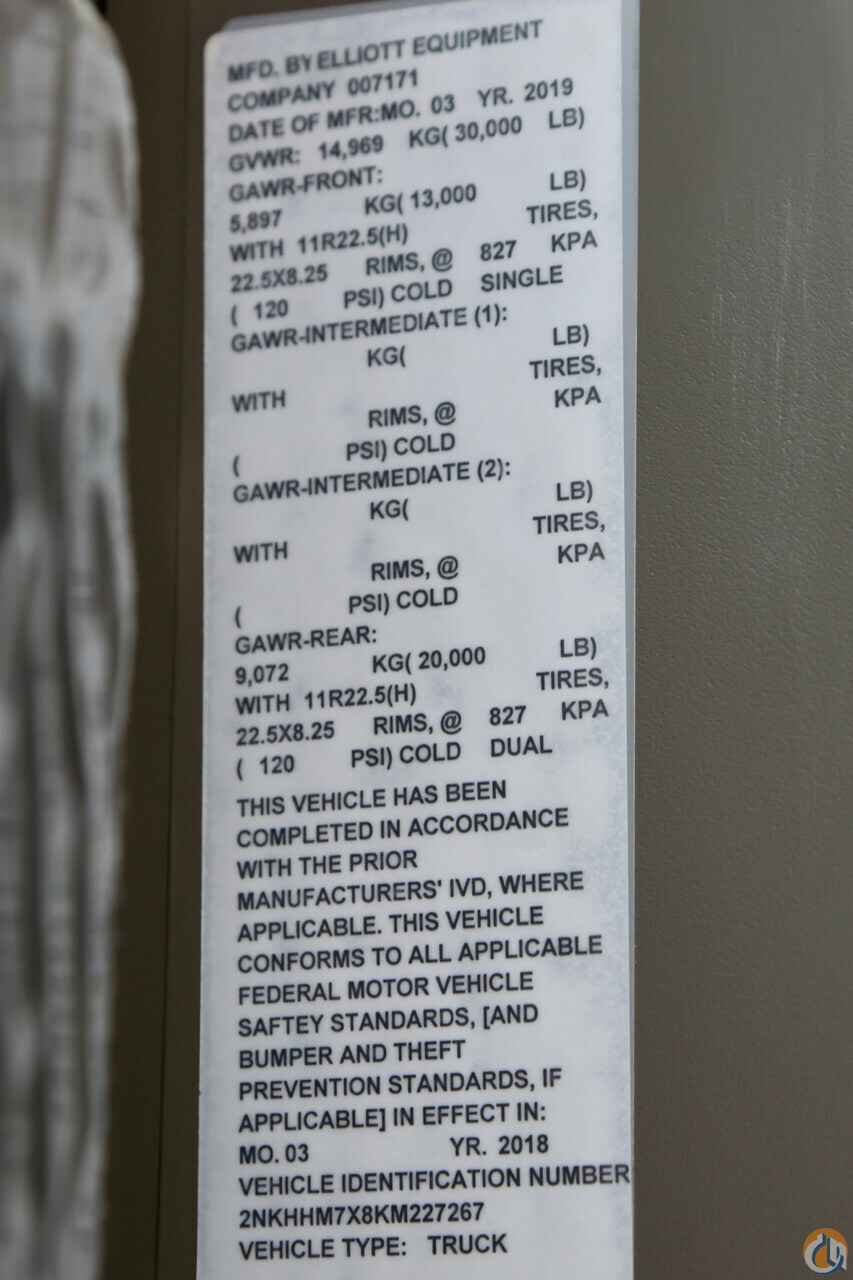 MFD. BY ELLIOTT EQUIPMENT
COMPANY 007171
DATE OF MFR:MO. 03 YR. 2019
GVWR: 14,969 KG( 30,000 LB)
GAWR-FRONT:
5,897 KG( 13,000 LB)
WITH 11R22.5(H) TIRES,
22.5X8.25 RIMS, @ 827 KPA
( 120 PSI) COLD SINGLE
GAWR-INTERMEDIATE (1):
KG( LB)
WITH TIRES,
RIMS, @ KPA
( PSI) COLD
GAWR-INTERMEDIATE (2):
KG( LB)
WITH TIRES,
RIMS, @ KPA
( PSI) COLD
GAWR-REAR:
9,072 KG( 20,000 LB)
WITH 11R22.5(H) TIRES,
22.5X8.25 RIMS, @ 827 KPA
( 120 PSI) COLD DUAL
THIS VEHICLE HAS BEEN
COMPLETED IN ACCORDANCE
WITH THE PRIOR
MANUFACTURERS' IVD, WHERE
APPLICABLE. THIS VEHICLE
CONFORMS TO ALL APPLICABLE
FEDERAL MOTOR VEHICLE
SAFTEY STANDARDS, [AND
BUMPER AND THEFT
PREVENTION STANDARDS, IF
APPLICABLE] IN EFFECT IN:
MO. 03 YR. 2018
VEHICLE IDENTIFICATION NUMBER
2NKHHM7X8KM227267
VEHICLE TYPE: TRUCK